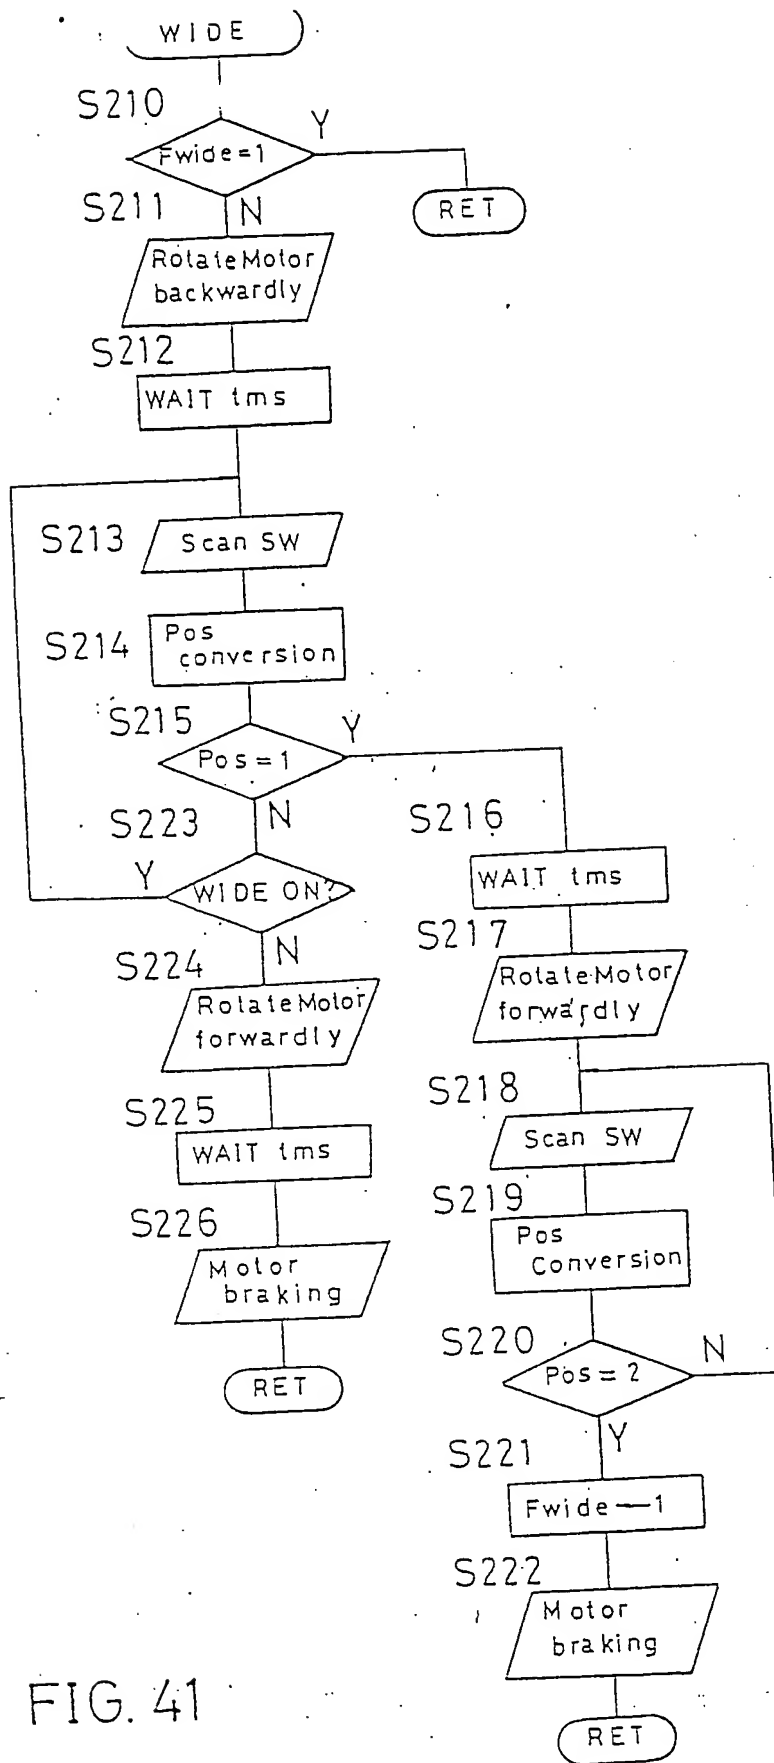 WIDE
S210
Fwide=1
Y
RET
S211
N
Rotate Motor
backwardly
S212
WAIT tms
S213
Scan SW
S214
Pos
conversion
S215
Pos=1
Y
S223
N
Y
WIDE ON?
S224
N
Rotate Motor
forwardly
S225
WAIT tms
S226
Motor
braking
RET
S216
WAIT tms
S217
Rotate Motor
forwardly
S218
Scan SW
S219
Pos
Conversion
S220
Pos=2
N
Y
S221
Fwide—1
S222
Motor
braking
RET
FIG. 41